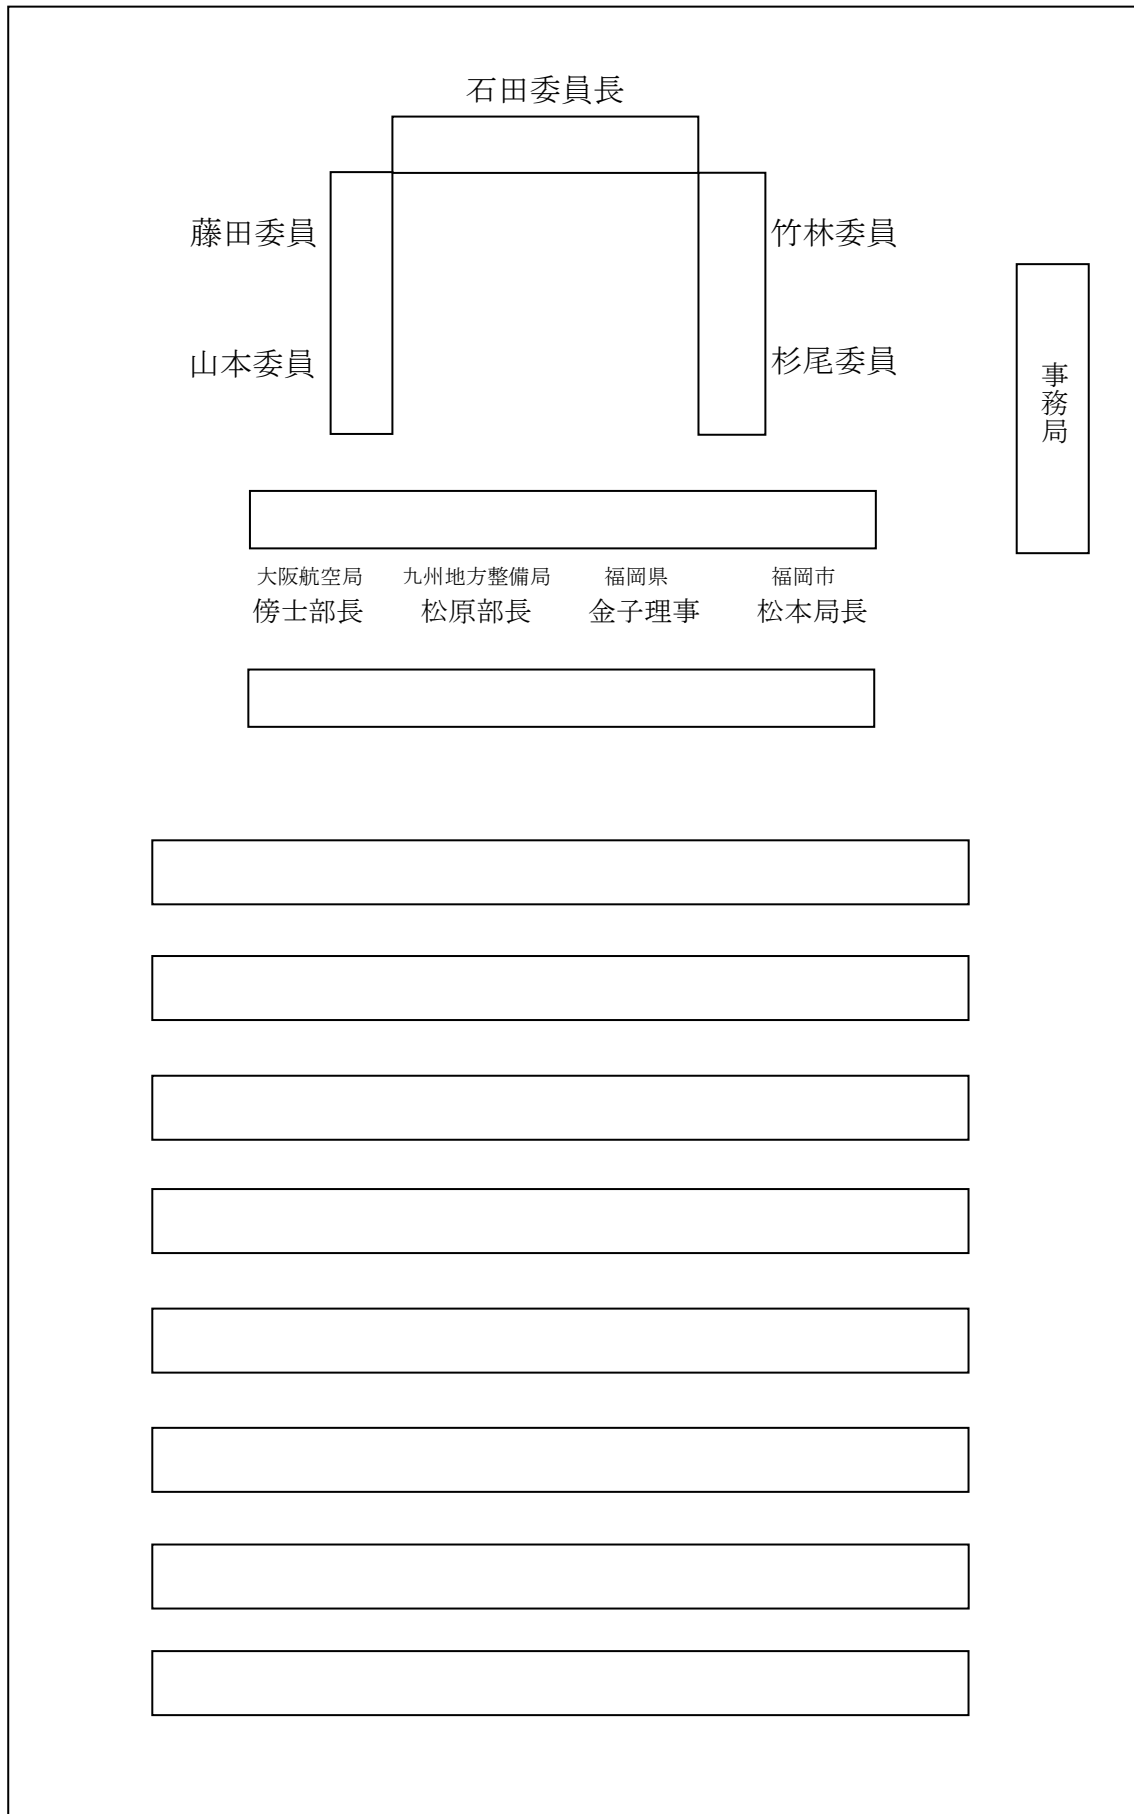 石田委員長
藤田委員
竹林委員
山本委員
杉尾委員
事務局
大阪航空局 九州地方整備局 福岡県 福岡市
傍士部長 松原部長 金子理事 松本局長